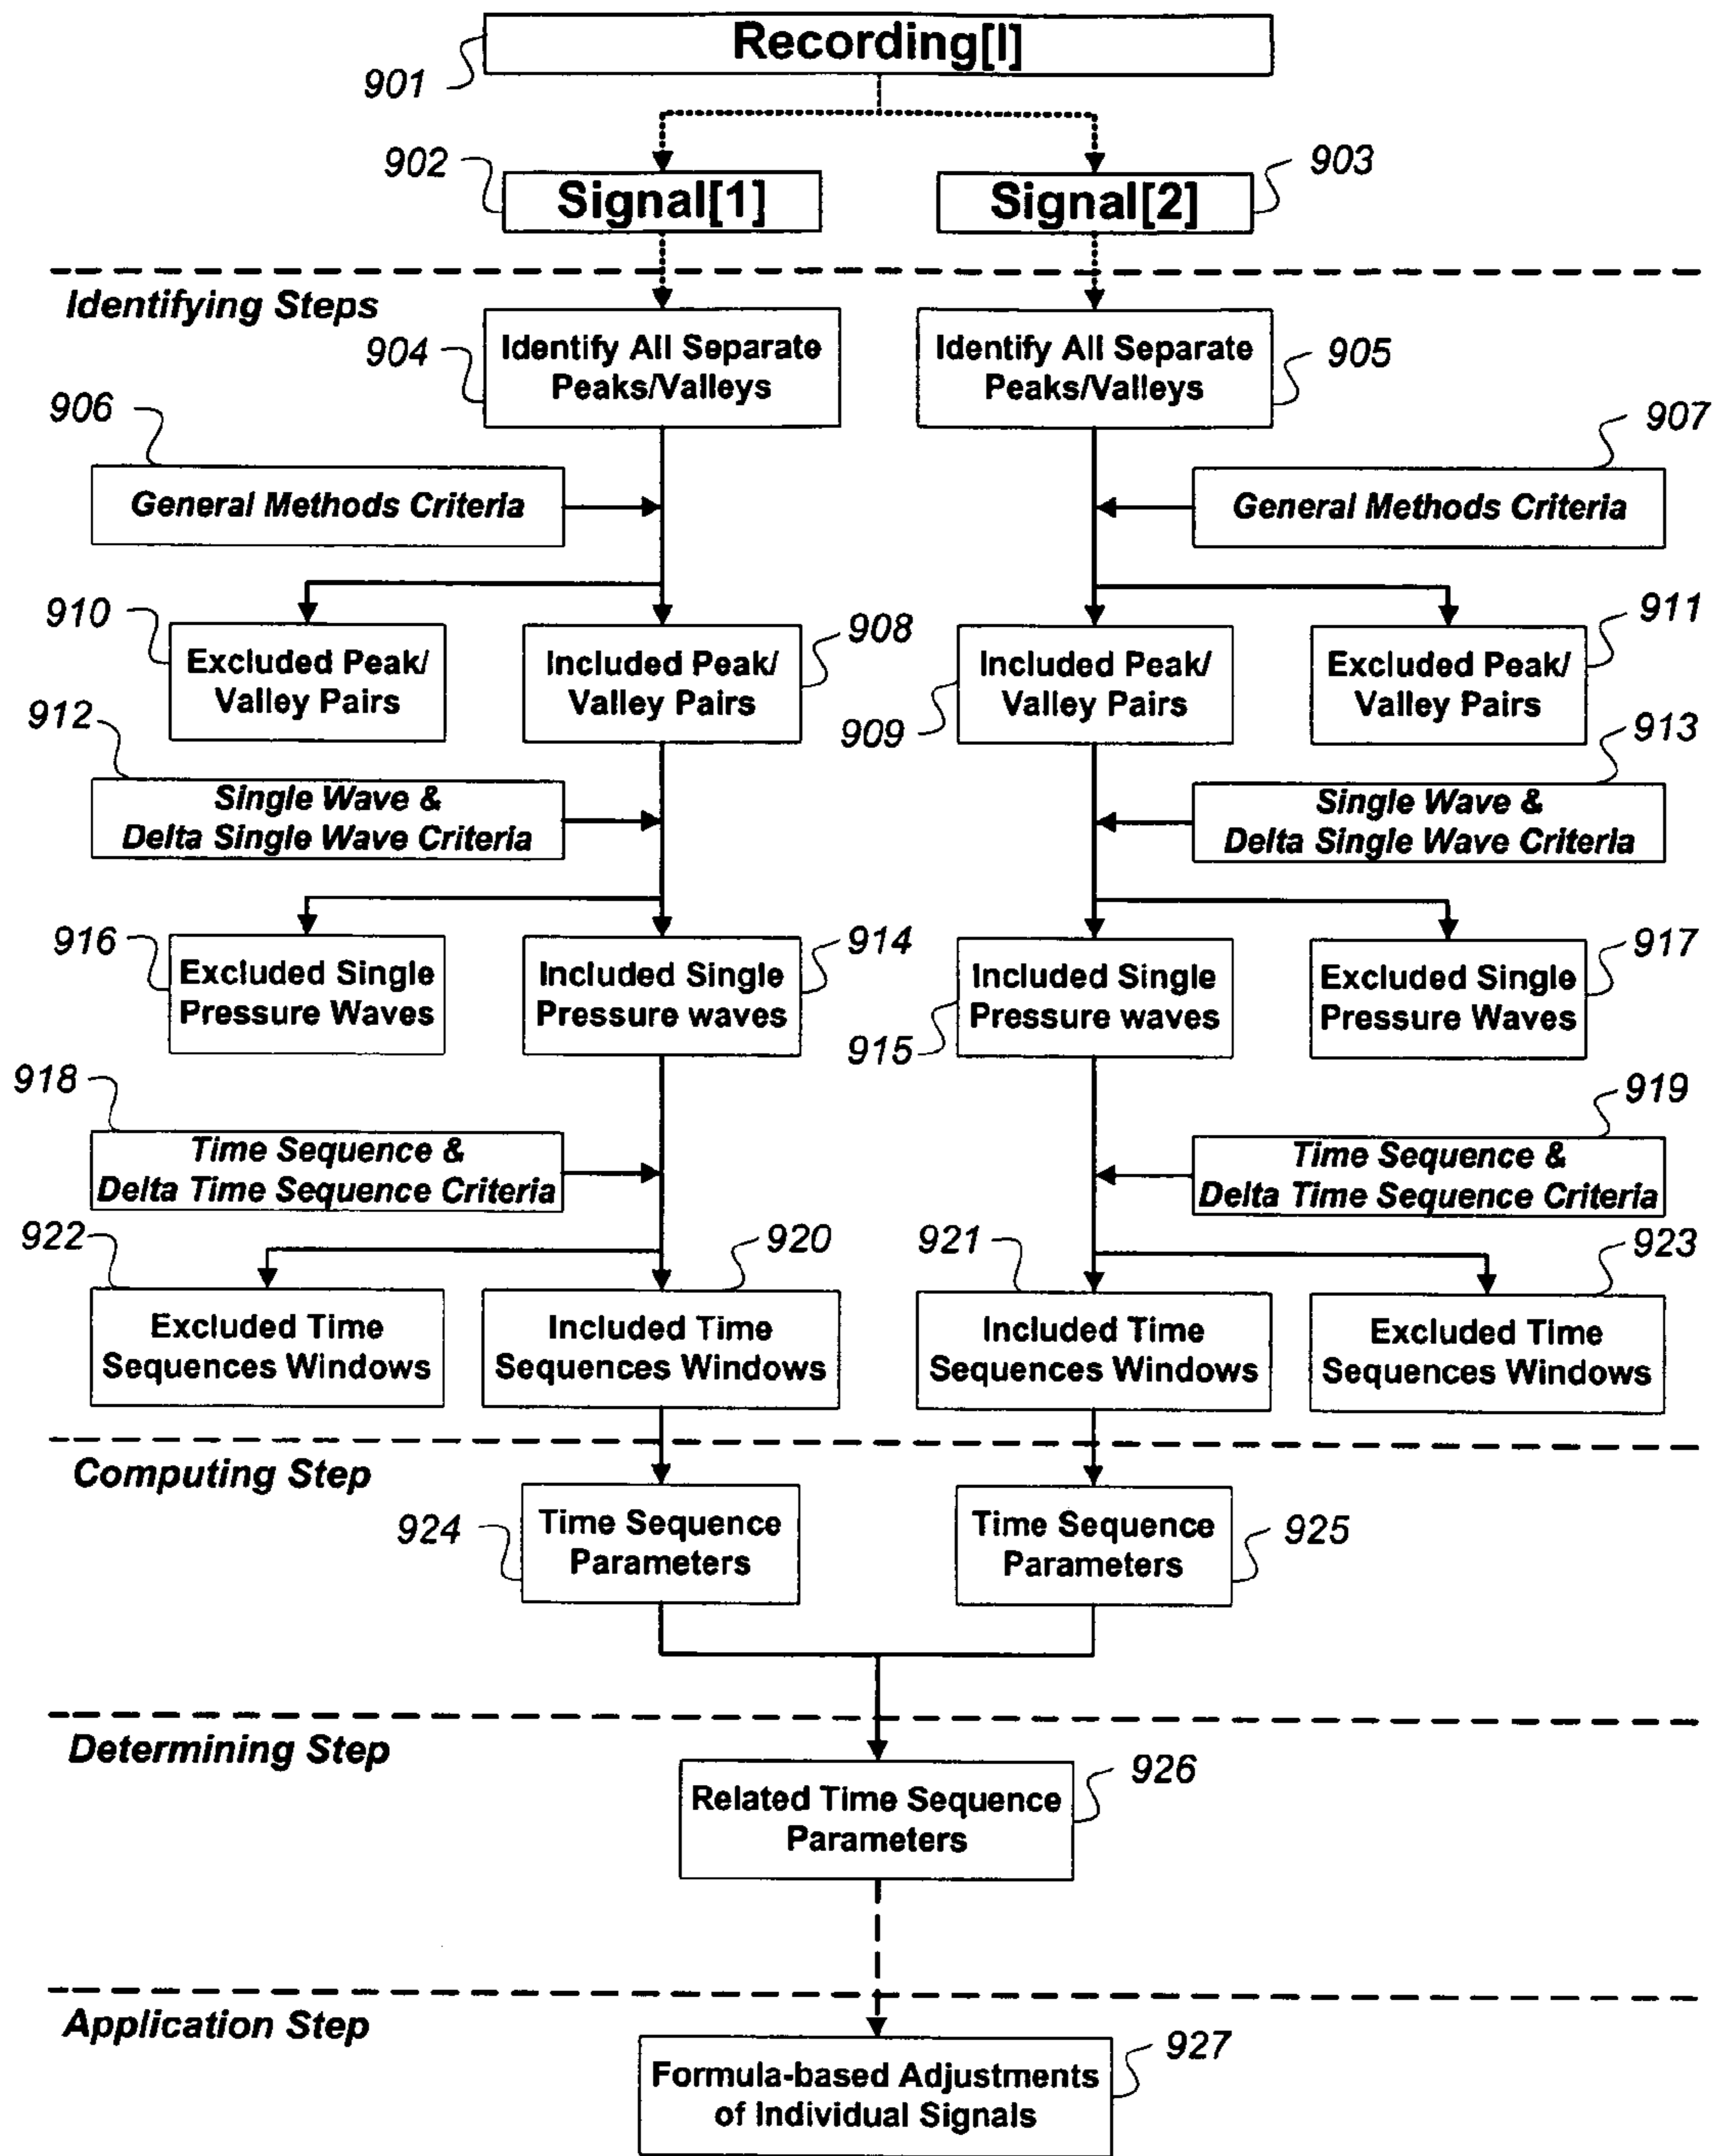 Recording[I]
901
902
Signal[1]
Signal[2]
903
Identifying Steps
904
Identify All Separate
Peaks/Valleys
Identify All Separate
Peaks/Valleys
905
906
General Methods Criteria
907
General Methods Criteria
910
Excluded Peak/
Valley Pairs
Included Peak/
Valley Pairs
908
909
Included Peak/
Valley Pairs
Excluded Peak/
Valley Pairs
911
912
Single Wave &
Delta Single Wave Criteria
913
Single Wave &
Delta Single Wave Criteria
916
Excluded Single
Pressure Waves
Included Single
Pressure waves
914
915
Included Single
Pressure waves
Excluded Single
Pressure Waves
917
918
Time Sequence &
Delta Time Sequence Criteria
919
Time Sequence &
Delta Time Sequence Criteria
922
Excluded Time
Sequences Windows
920
Included Time
Sequences Windows
921
Included Time
Sequences Windows
923
Excluded Time
Sequences Windows
Computing Step
924
Time Sequence
Parameters
Time Sequence
Parameters
925
Determining Step
Related Time Sequence
Parameters
926
Application Step
Formula-based Adjustments
of Individual Signals
927